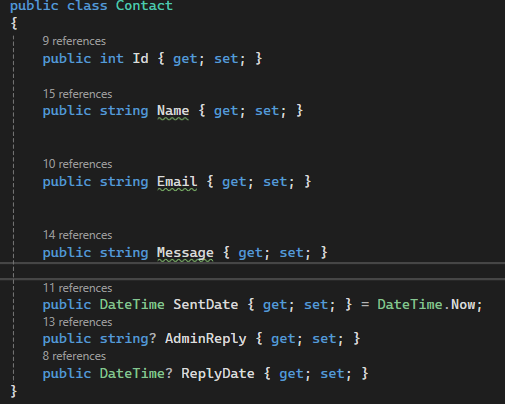 public class Contact
{
9 references
public int Id { get; set; }
15 references
public string Name { get; set; }
10 references
public string Email { get; set; }
14 references
public string Message { get; set; }
11 references
public DateTime SentDate { get; set; } = DateTime.Now;
13 references
public string? AdminReply { get; set; }
8 references
public DateTime? ReplyDate { get; set; }
}